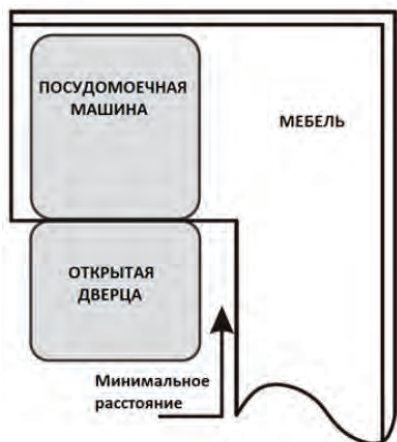 ПОСУДОМОЕЧНАЯ
МАШИНА
МЕБЕЛЬ
ОТКРЫТАЯ
ДВЕРЦА
Минимальное
расстояние